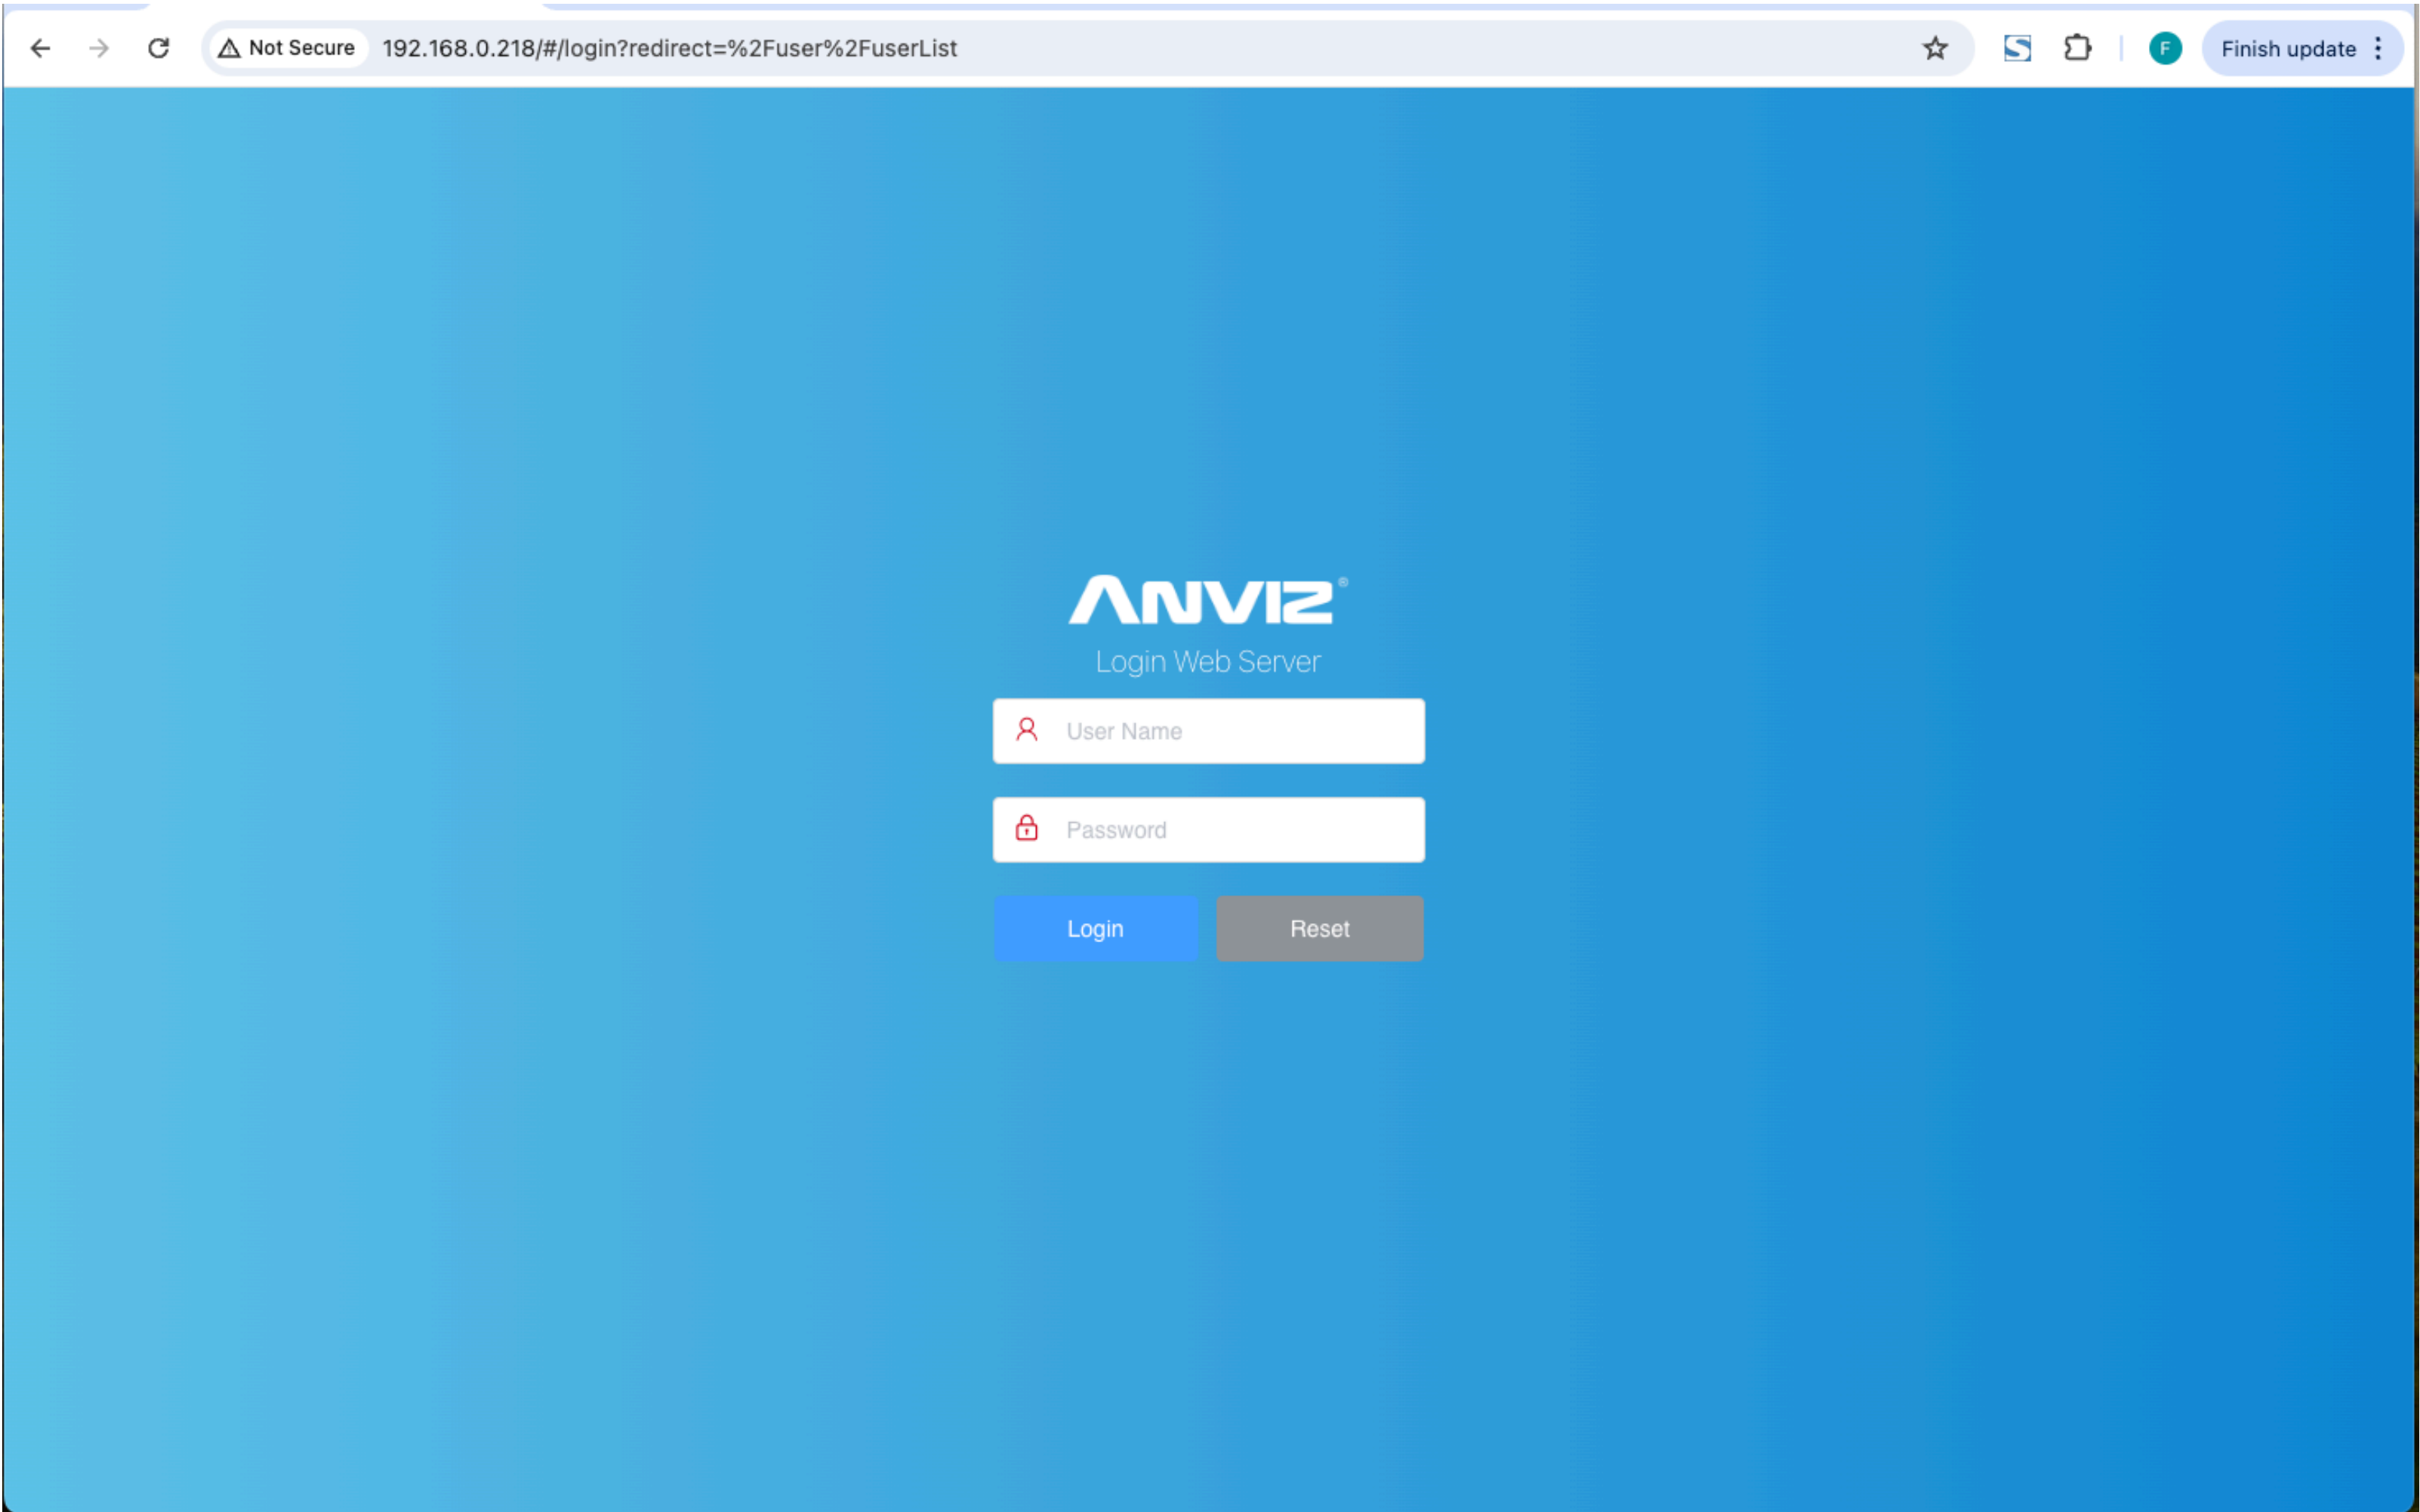 Not Secure 192.168.0.218/#/login?redirect=%2Fuser%2FuserList F Finish update
ANVIZ®
Login Web Server
User Name
Password
Login Reset